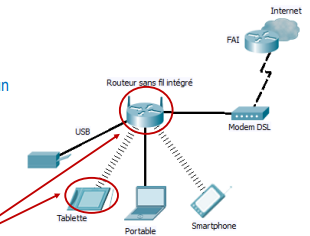 Internet
FAI
Routeur sans fil intégré
Modem DSL
USB
Tablette
Portable
Smartphone